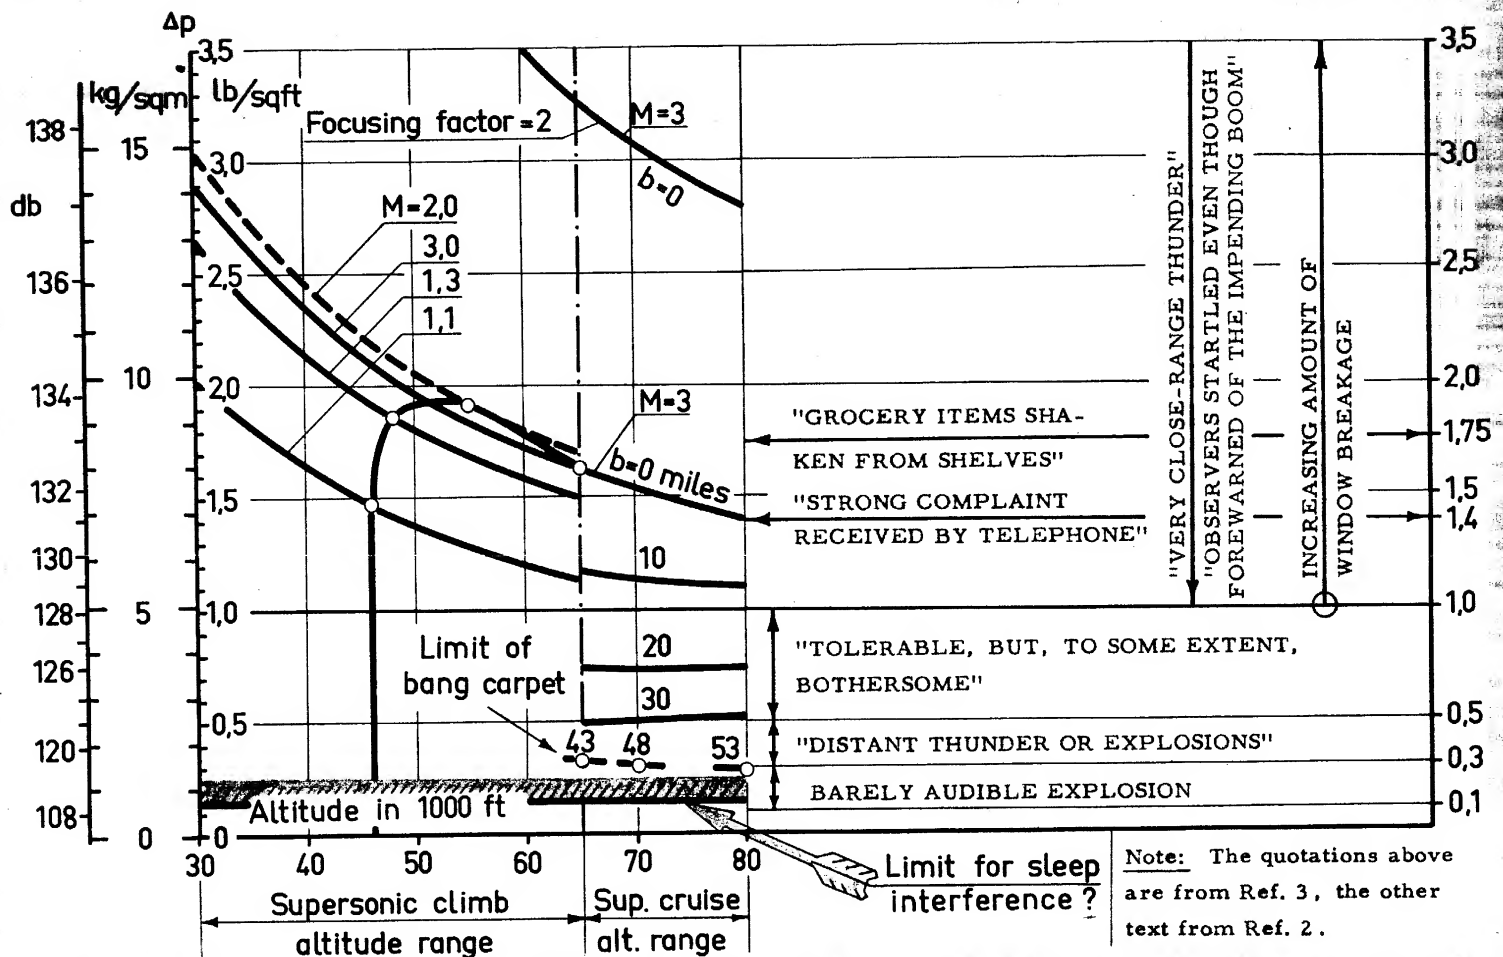 Δp
kg/sqm
lb/sqft
db
138
136
134
132
130
128
126
120
108
15
10
5
0
3,5
3,0
2,5
2,0
1,5
1,0
0,5
0
Focusing factor=2
M=3
b=0
M=2,0
3,0
1,3
1,1
M=3
b=0 miles
10
20
30
Limit of
bang carpet
43
48
53
Altitude in 1000 ft
30
40
50
60
70
80
Supersonic climb
altitude range
Sup. cruise
alt. range
Limit for sleep
interference ?
"GROCERY ITEMS SHA-
KEN FROM SHELVES"
"STRONG COMPLAINT
RECEIVED BY TELEPHONE"
"VERY CLOSE-RANGE THUNDER"
"OBSERVERS STARTLED EVEN THOUGH
FOREWARNED OF THE IMPENDING BOOM"
INCREASING AMOUNT OF
WINDOW BREAKAGE
"TOLERABLE, BUT, TO SOME EXTENT,
BOTHERSOME"
"DISTANT THUNDER OR EXPLOSIONS"
BARELY AUDIBLE EXPLOSION
3,5
3,0
2,5
2,0
1,75
1,5
1,4
1,0
0,5
0,3
0,1
Note: The quotations above
are from Ref. 3, the other
text from Ref. 2.